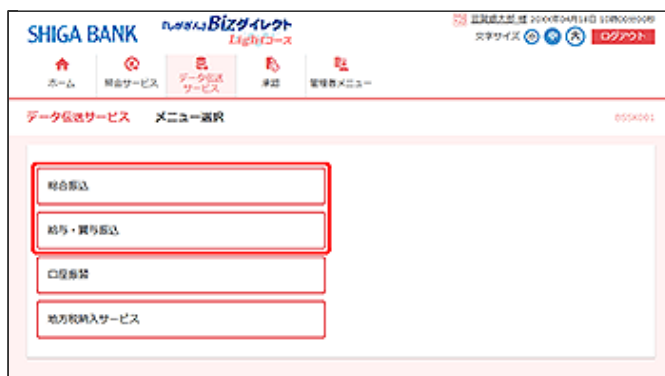 SHIGA BANK 《しがぎん》Bizダイレクト
Lightコース
文字サイズ 小 中 大 ログアウト
ホーム 照会サービス データ伝送 承認 管理者メニュー
サービス
データ伝送サービス メニュー選択 BSSK001
総合振込
給与・賞与振込
口座振替
地方税納入サービス